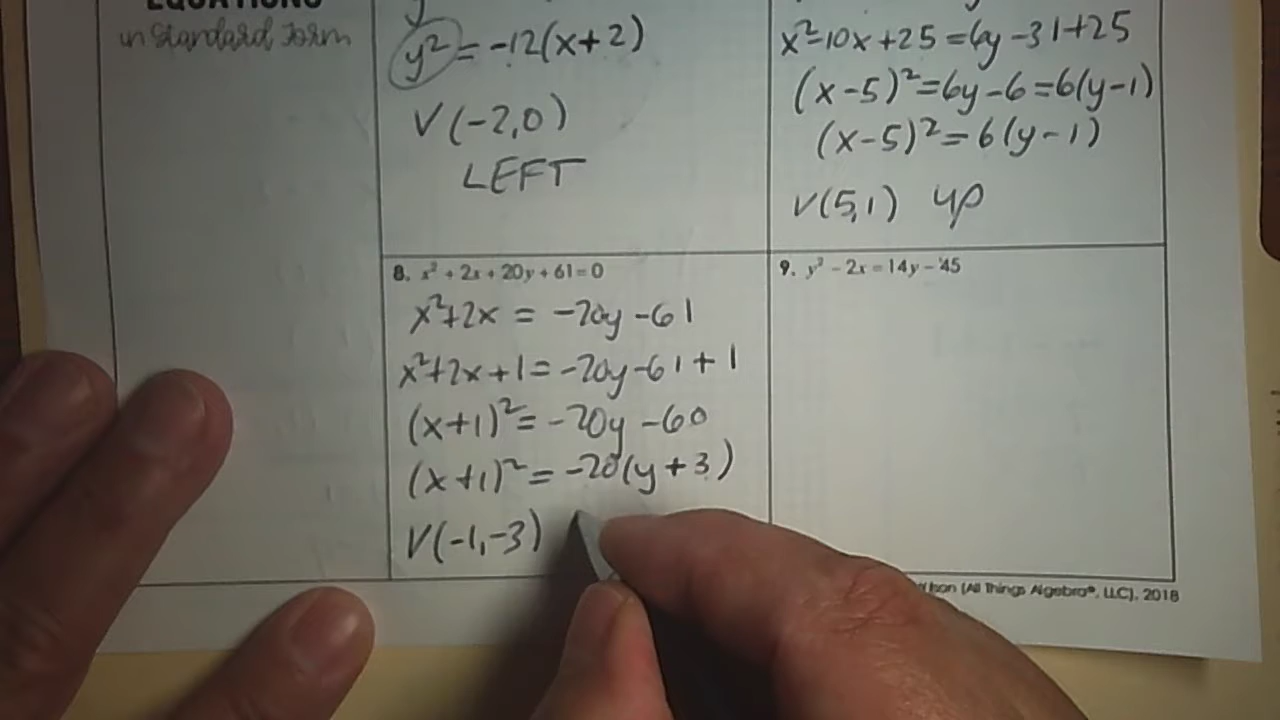 EQUATIONS
in Standard Form
y² = -12(x+2)
V(-2,0)
LEFT
x²-10x+25=6y-31+25
(x-5)²=6y-6=6(y-1)
(x-5)²=6(y-1)
V(5,1) up
8. x² + 2x + 20y + 61 = 0
x²+2x = -20y-61
x²+2x+1=-20y-61+1
(x+1)²=-20y-60
(x+1)²=-20(y+3)
V(-1,-3)
9. y² - 2x = 14y - 45
(All Things Algebra®, LLC), 2018